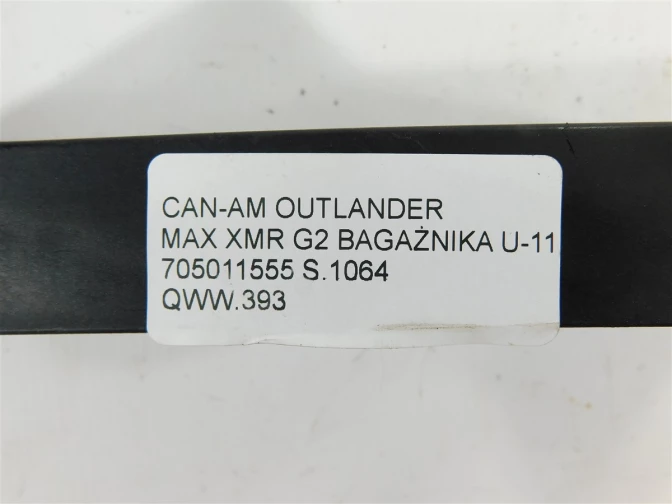 CAN-AM OUTLANDER
MAX XMR G2 BAGAŻNIKA U-11
705011555 S.1064
QWW.393